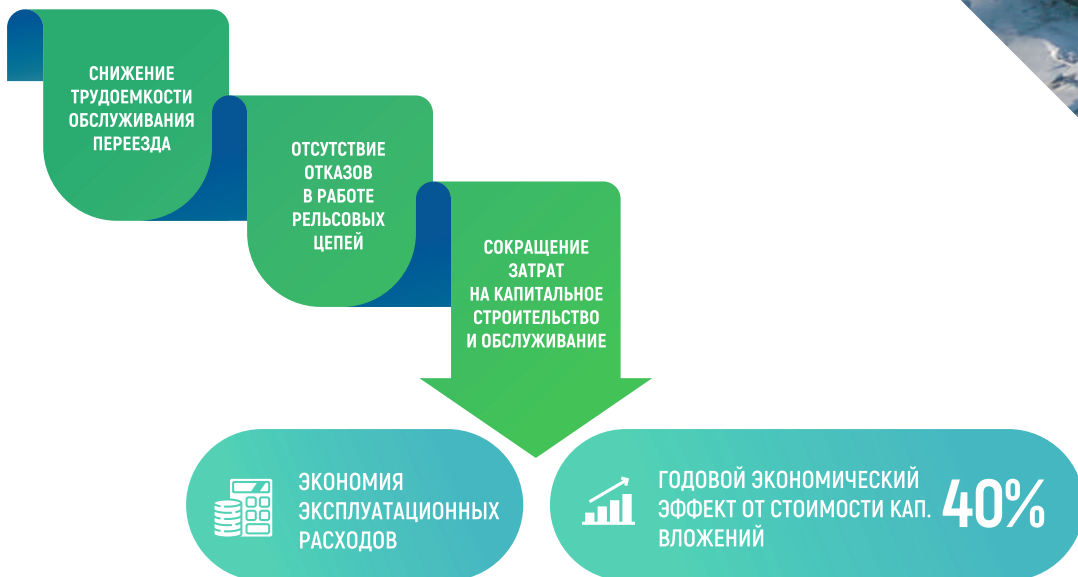 СНИЖЕНИЕ
ТРУДОЕМКОСТИ
ОБСЛУЖИВАНИЯ
ПЕРЕЕЗДА
ОТСУТСТВИЕ
ОТКАЗОВ
В РАБОТЕ
РЕЛЬСОВЫХ
ЦЕПЕЙ
СОКРАЩЕНИЕ
ЗАТРАТ
НА КАПИТАЛЬНОЕ
СТРОИТЕЛЬСТВО
И ОБСЛУЖИВАНИЕ
ЭКОНОМИЯ
ЭКСПЛУАТАЦИОННЫХ
РАСХОДОВ
ГОДОВОЙ ЭКОНОМИЧЕСКИЙ
ЭФФЕКТ ОТ СТОИМОСТИ КАП.
ВЛОЖЕНИЙ
40%